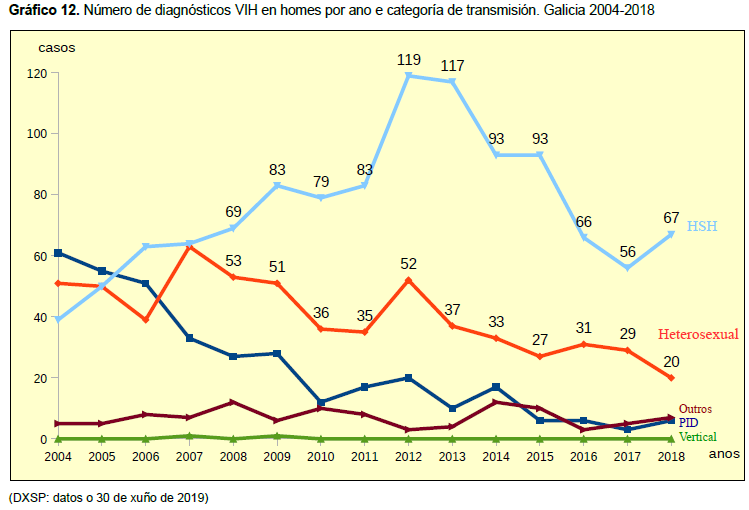 Gráfico 12. Número de diagnósticos VIH en homes por ano e categoría de transmisión. Galicia 2004-2018
casos
120
100
80
60
40
20
0
119
117
93
93
83
79
83
69
66
56
67
HSH
53
51
36
35
52
37
33
27
31
29
20
Heterosexual
Outros
PID
Vertical
2004 2005 2006 2007 2008 2009 2010 2011 2012 2013 2014 2015 2016 2017 2018
anos
(DXSP: datos o 30 de xuño de 2019)